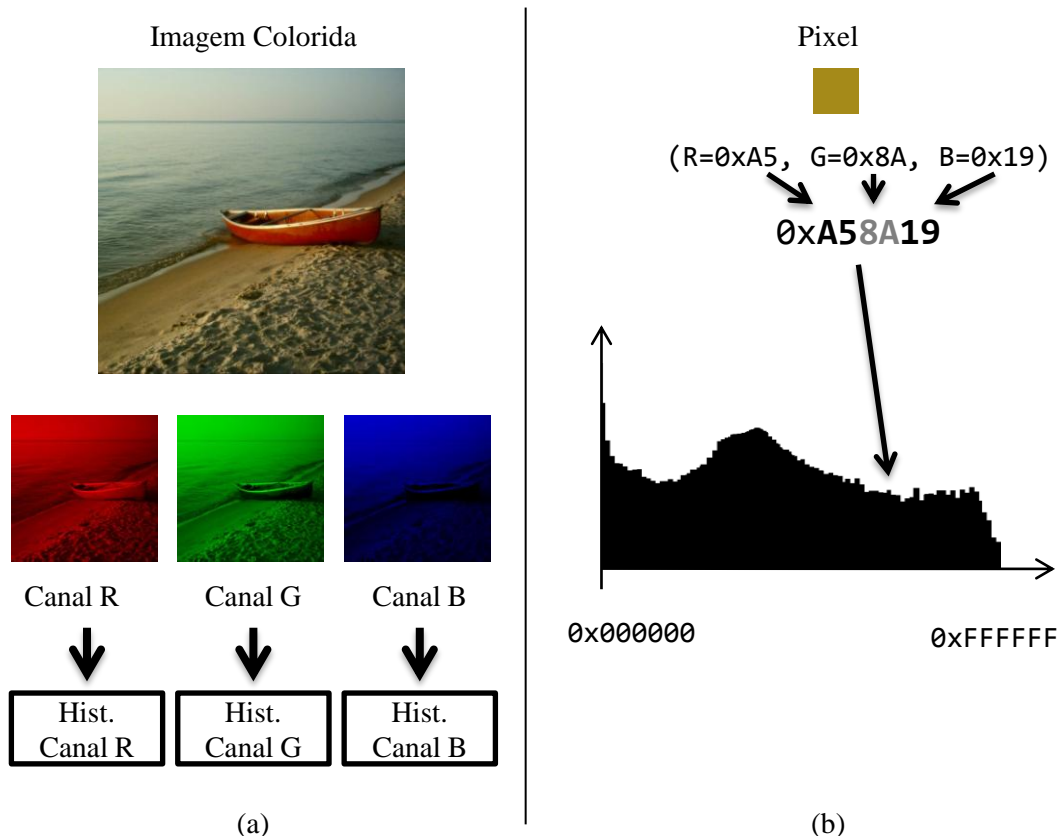 Imagem Colorida
Canal R
Canal G
Canal B
Hist.
Canal R
Hist.
Canal G
Hist.
Canal B
(a)
Pixel
(R=0xA5, G=0x8A, B=0x19)
0xA58A19
0x000000
0xFFFFFF
(b)